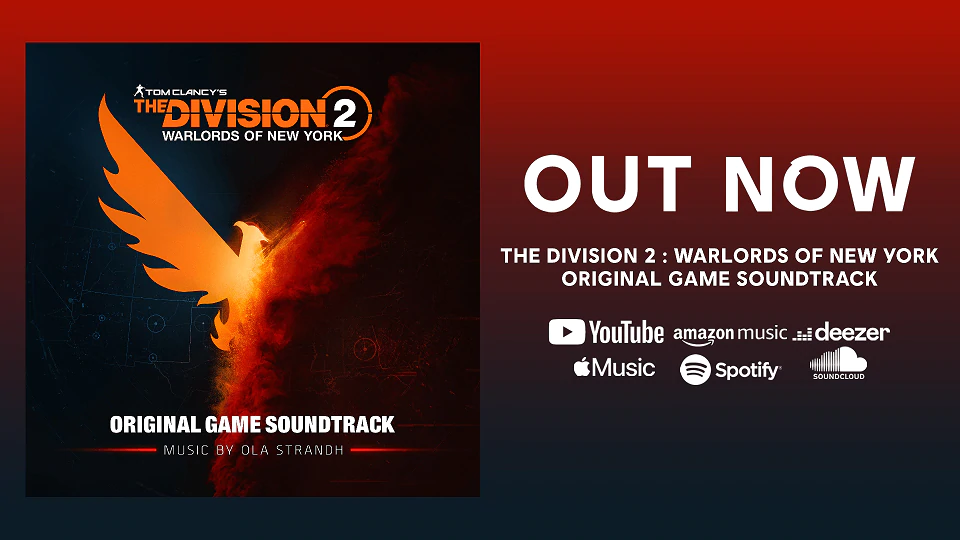 TOM CLANCY'S
THE DIVISION 2
WARLORDS OF NEW YORK
ORIGINAL GAME SOUNDTRACK
MUSIC BY OLA STRANDH
OUT NOW
THE DIVISION 2 : WARLORDS OF NEW YORK
ORIGINAL GAME SOUNDTRACK
YouTube amazon music deezer
Music Spotify SOUNDCLOUD